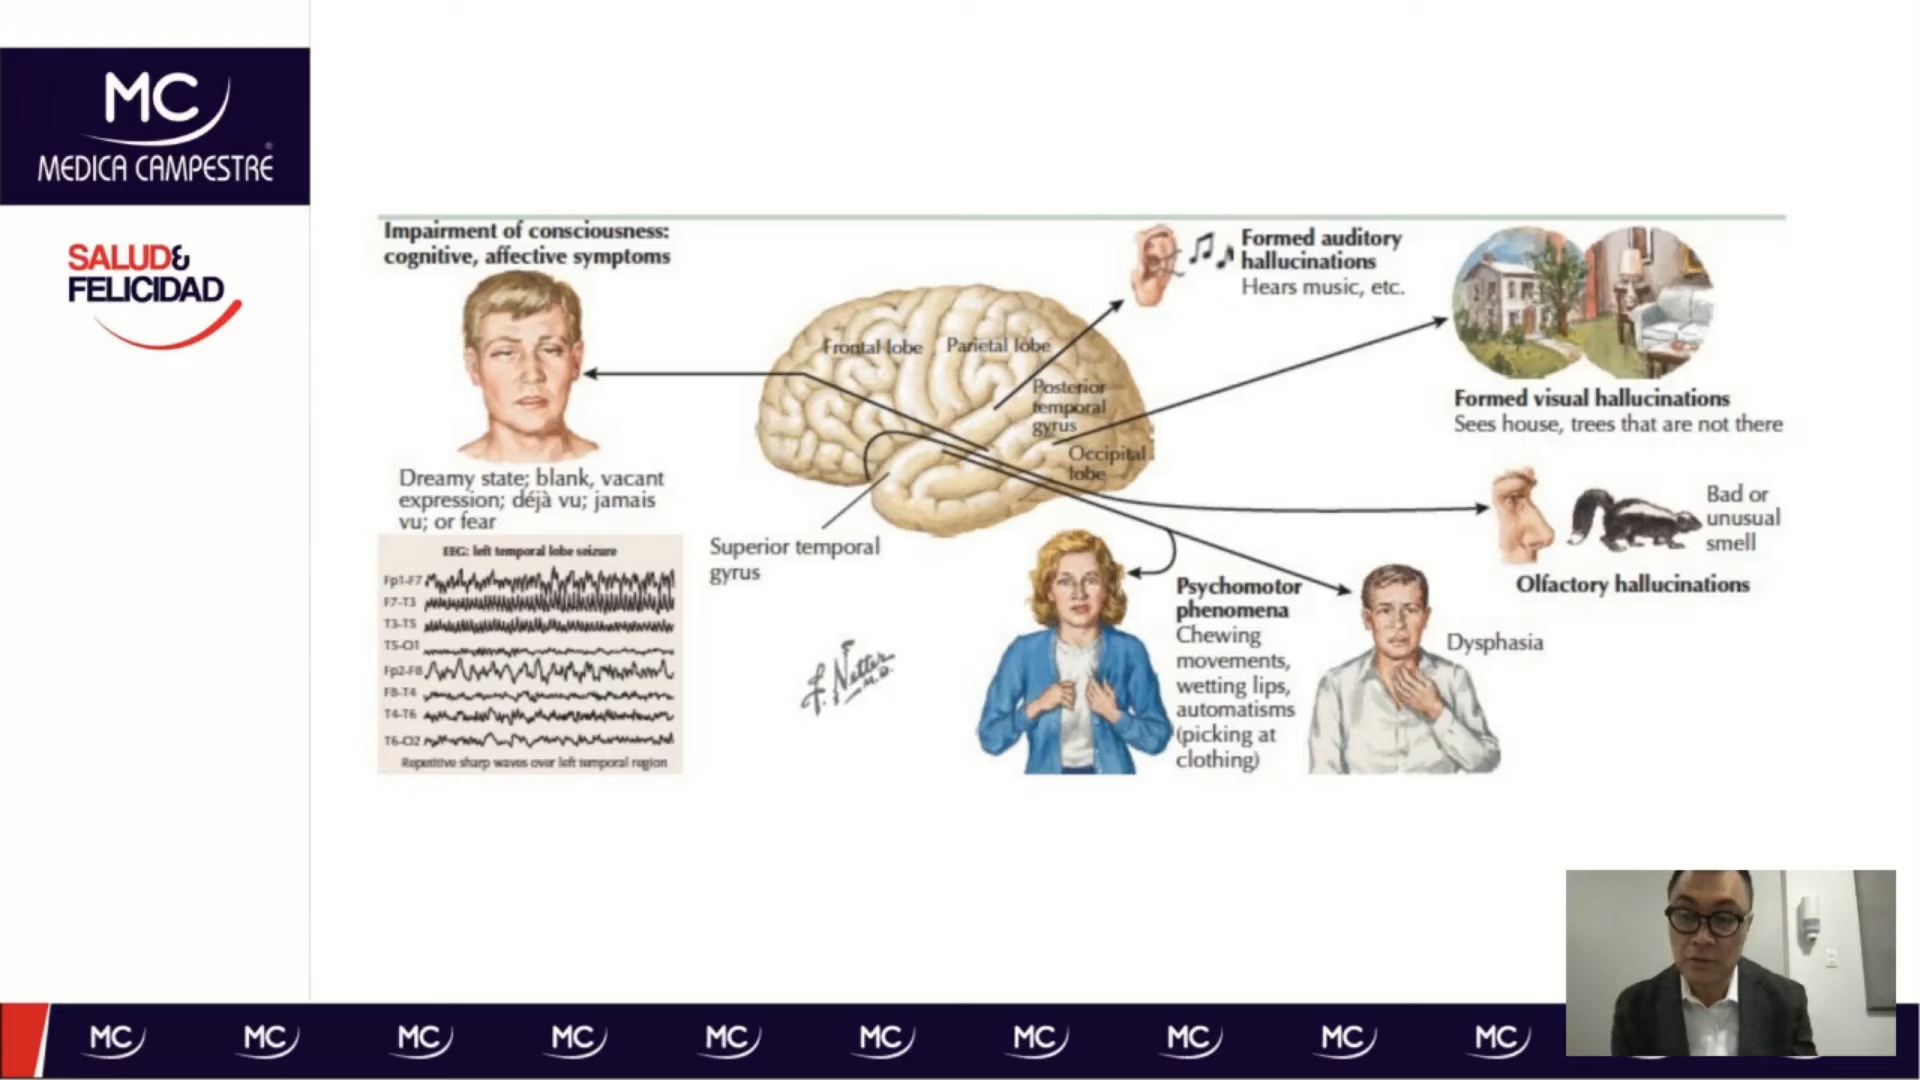 MC
MEDICA CAMPESTRE®
SALUD&
FELICIDAD
Impairment of consciousness:
cognitive, affective symptoms
Dreamy state; blank, vacant
expression; déjà vu; jamais
vu; or fear
EEG: left temporal lobe seizure
Fp1-F7
F7-T3
T3-T5
T5-O1
Fp2-F8
F8-T4
T4-T6
T6-O2
Repetitive sharp waves over left temporal region
Frontal lobe
Parietal lobe
Posterior
temporal
gyrus
Occipital
lobe
Superior temporal
gyrus
F. Netter
M.D.
Formed auditory
hallucinations
Hears music, etc.
Formed visual hallucinations
Sees house, trees that are not there
Bad or
unusual
smell
Olfactory hallucinations
Psychomotor
phenomena
Chewing
movements,
wetting lips,
automatisms
(picking at
clothing)
Dysphasia
MC MC MC MC MC MC MC MC MC MC